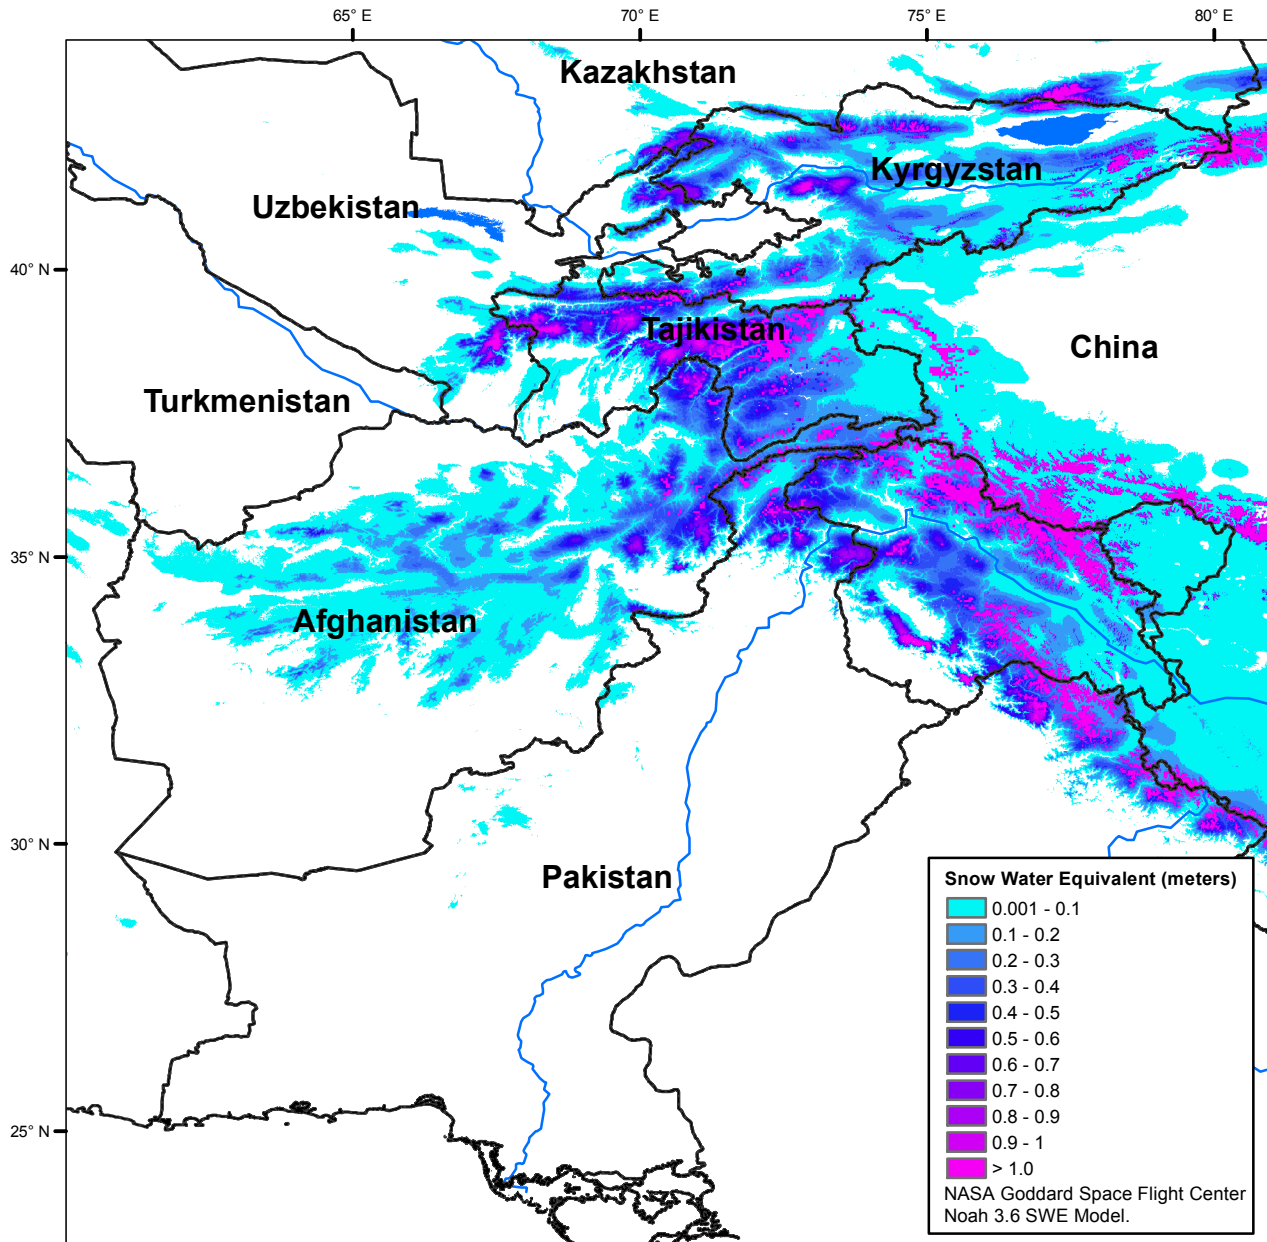 65° E
70° E
75° E
80° E
Kazakhstan
Kyrgyzstan
Uzbekistan
40° N
Tajikistan
China
Turkmenistan
35° N
Afghanistan
30° N
Pakistan
25° N
Snow Water Equivalent (meters)
0.001 - 0.1
0.1 - 0.2
0.2 - 0.3
0.3 - 0.4
0.4 - 0.5
0.5 - 0.6
0.6 - 0.7
0.7 - 0.8
0.8 - 0.9
0.9 - 1
> 1.0
NASA Goddard Space Flight Center
Noah 3.6 SWE Model.